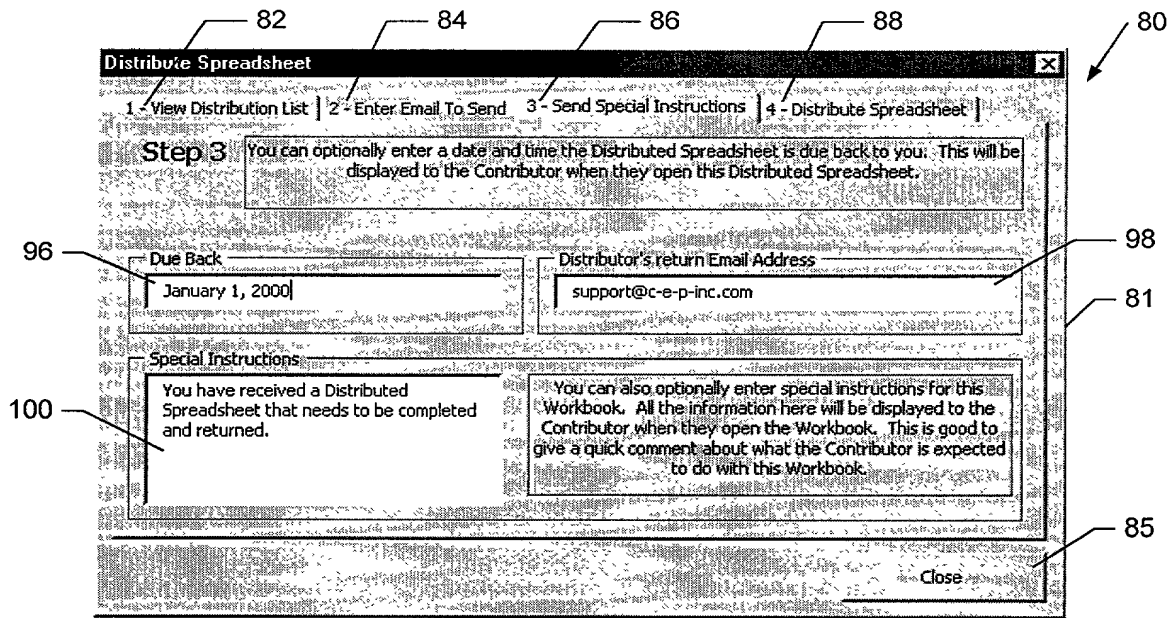 82 84 86 88 80
Distribute Spreadsheet
1 - View Distribution List 2 - Enter Email To Send 3 - Send Special Instructions 4 - Distribute Spreadsheet
Step 3
You can optionally enter a date and time the Distributed Spreadsheet is due back to you. This will be
displayed to the Contributor when they open this Distributed Spreadsheet.
96 98
Due Back Distributor's return Email Address
January 1, 2000 support@c-e-p-inc.com
81
Special Instructions
100
You have received a Distributed
Spreadsheet that needs to be completed
and returned.
You can also optionally enter special instructions for this
Workbook. All the information here will be displayed to the
Contributor when they open the Workbook. This is good to
give a quick comment about what the Contributor is expected
to do with this Workbook.
85
Close